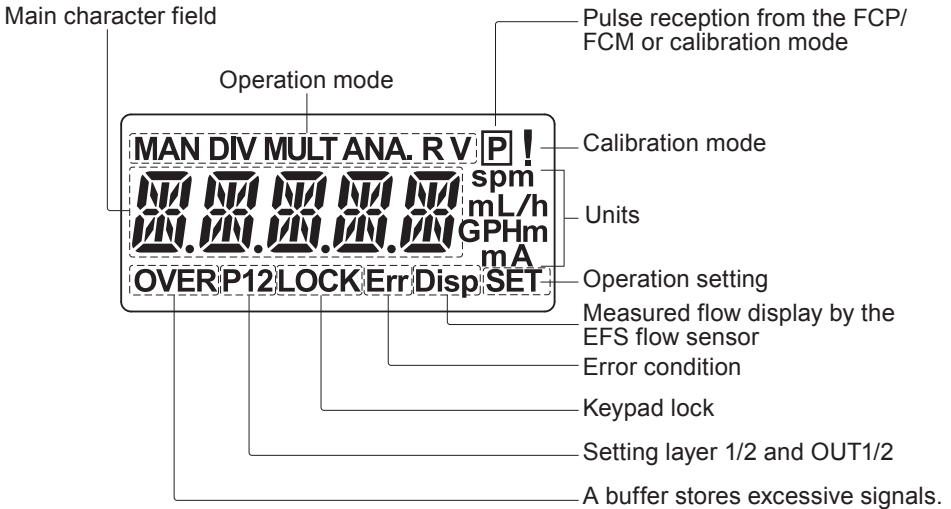 Main character field
Pulse reception from the FCP/
FCM or calibration mode
Operation mode
MAN DIV MULT ANA. R V P !
Calibration mode
spm
mL/h
Units
GPHm
mA
OVER P12 LOCK Err Disp SET
Operation setting
Measured flow display by the
EFS flow sensor
Error condition
Keypad lock
Setting layer 1/2 and OUT1/2
A buffer stores excessive signals.